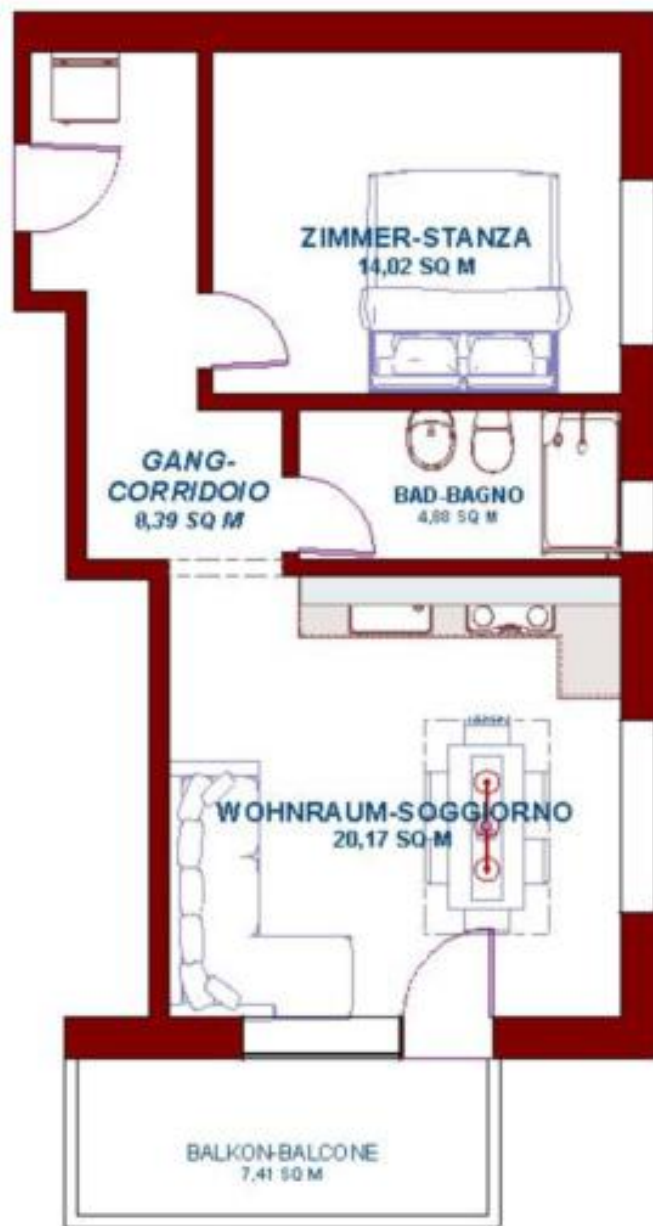 ZIMMER-STANZA
14,02 SQ M
GANG-
CORRIDOIO
8,39 SQ M
BAD-BAGNO
4,88 SQ M
WOHNRAUM-SOGGIORNO
20,17 SQ M
BALKON-BALCONE
7,41 SQ M